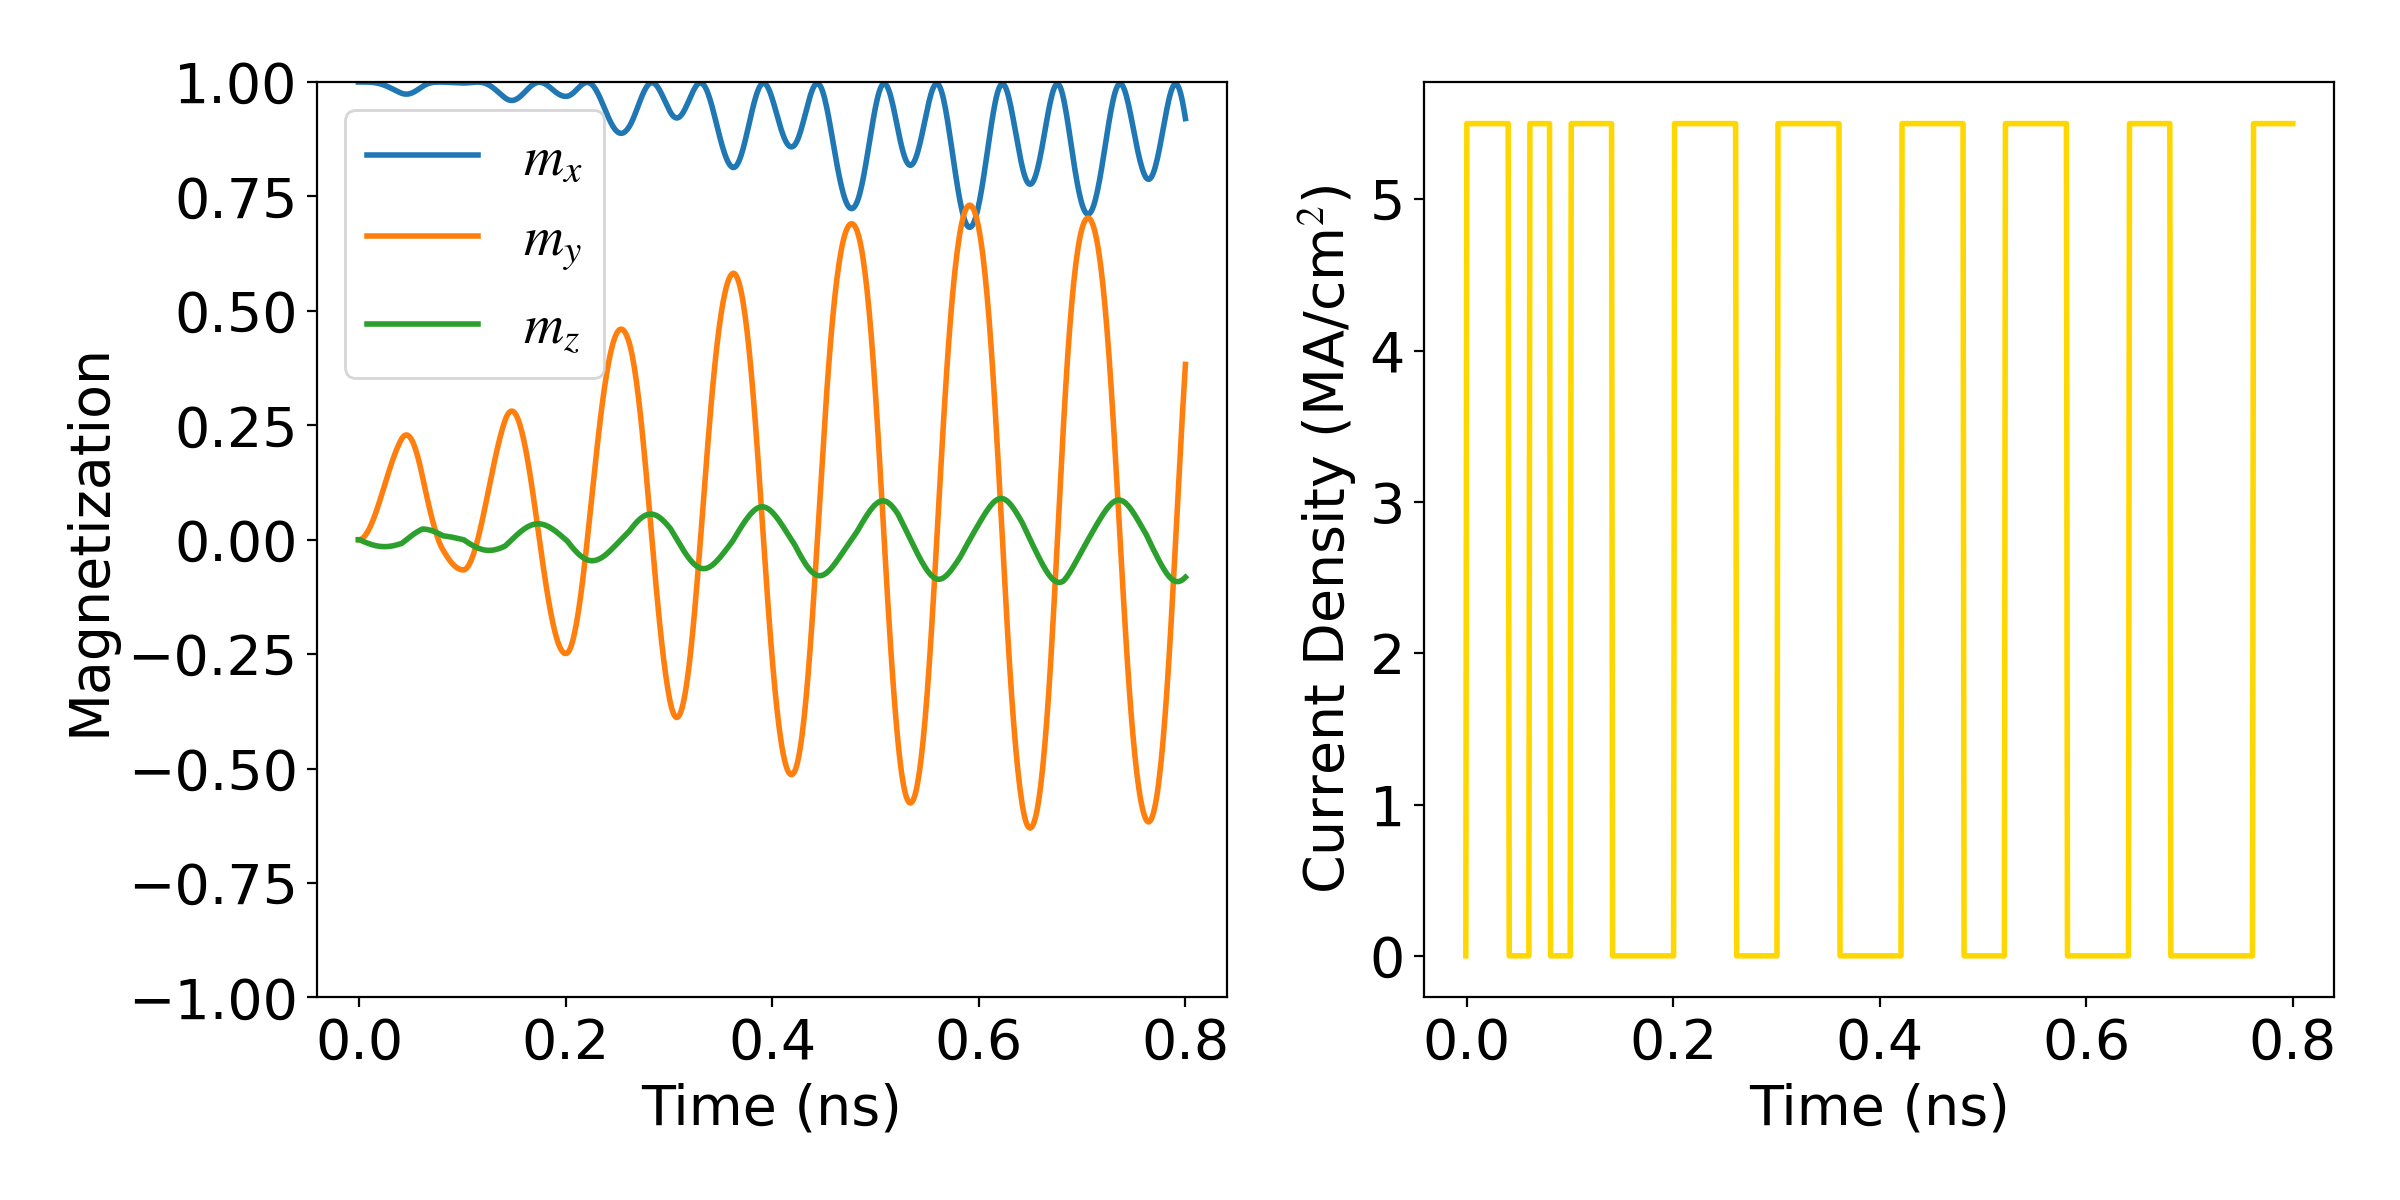 1.00
0.75
0.50
0.25
0.00
−0.25
−0.50
−0.75
−1.00
Magnetization
m_x
m_y
m_z
0.0 0.2 0.4 0.6 0.8
Time (ns)
5
4
3
2
1
0
Current Density (MA/cm²)
0.0 0.2 0.4 0.6 0.8
Time (ns)